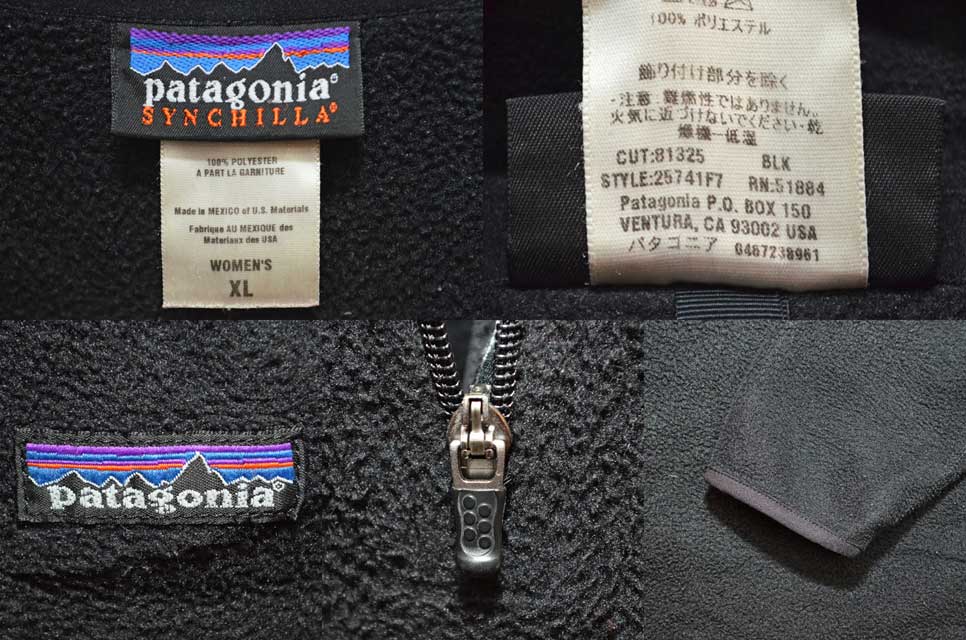 patagonia®
SYNCHILLA®
100% POLYESTER
A PART LA GARNITURE
Made in MEXICO of U.S. Materials
Fabrique AU MEXIQUE des
Materiaux des USA
WOMEN'S
XL
100% ポリエステル
飾り付け部分を除く
・注意 難燃性ではありません。
火気に近づけないでください・乾
燥機ー低温
CUT:81325 BLK
STYLE:25741F7 RN:51884
Patagonia P.O. BOX 150
VENTURA, CA 93002 USA
パタゴニア 0487238961
patagonia®